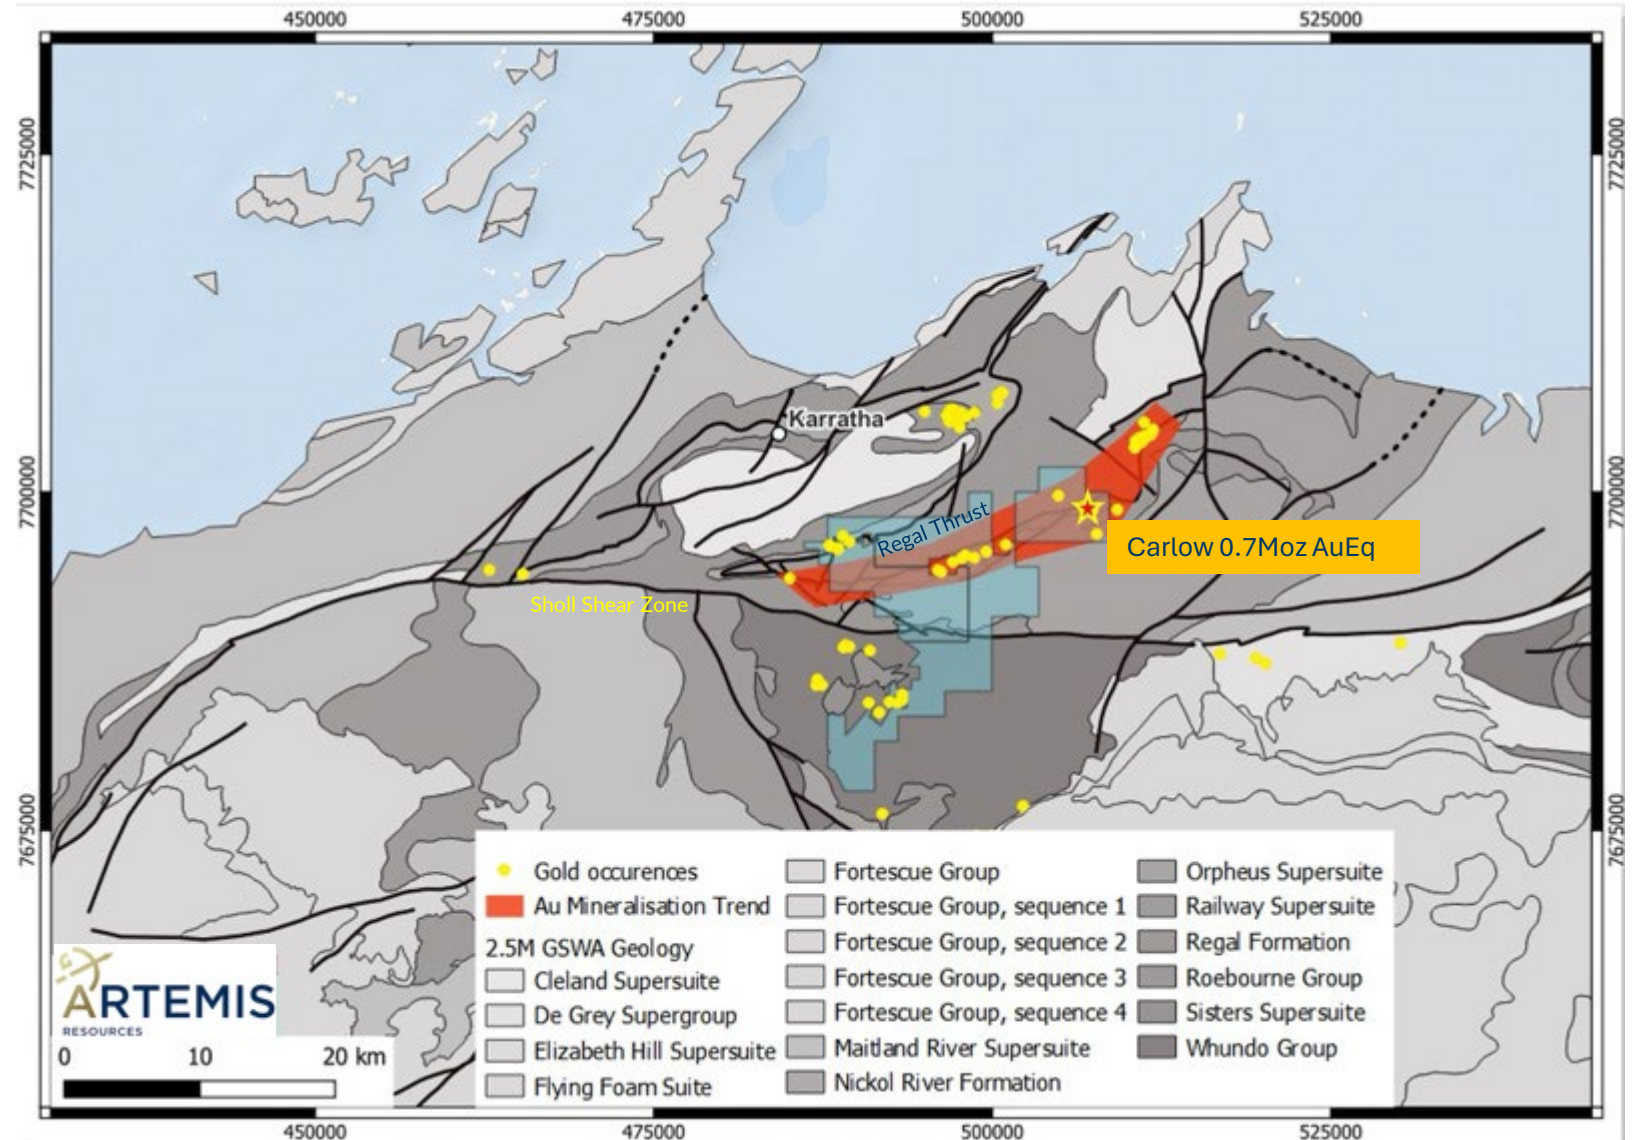 450000 475000 500000 525000
7725000 7725000
Karratha
7700000 7700000
Regal Thrust
Carlow 0.7Moz AuEq
Sholl Shear Zone
7675000 7675000
Gold occurences
Au Mineralisation Trend
2.5M GSWA Geology
Cleland Supersuite
De Grey Supergroup
Elizabeth Hill Supersuite
Flying Foam Suite
Fortescue Group
Fortescue Group, sequence 1
Fortescue Group, sequence 2
Fortescue Group, sequence 3
Fortescue Group, sequence 4
Maitland River Supersuite
Nickol River Formation
Orpheus Supersuite
Railway Supersuite
Regal Formation
Roebourne Group
Sisters Supersuite
Whundo Group
G
ARTEMIS
RESOURCES
0 10 20 km
450000 475000 500000 525000